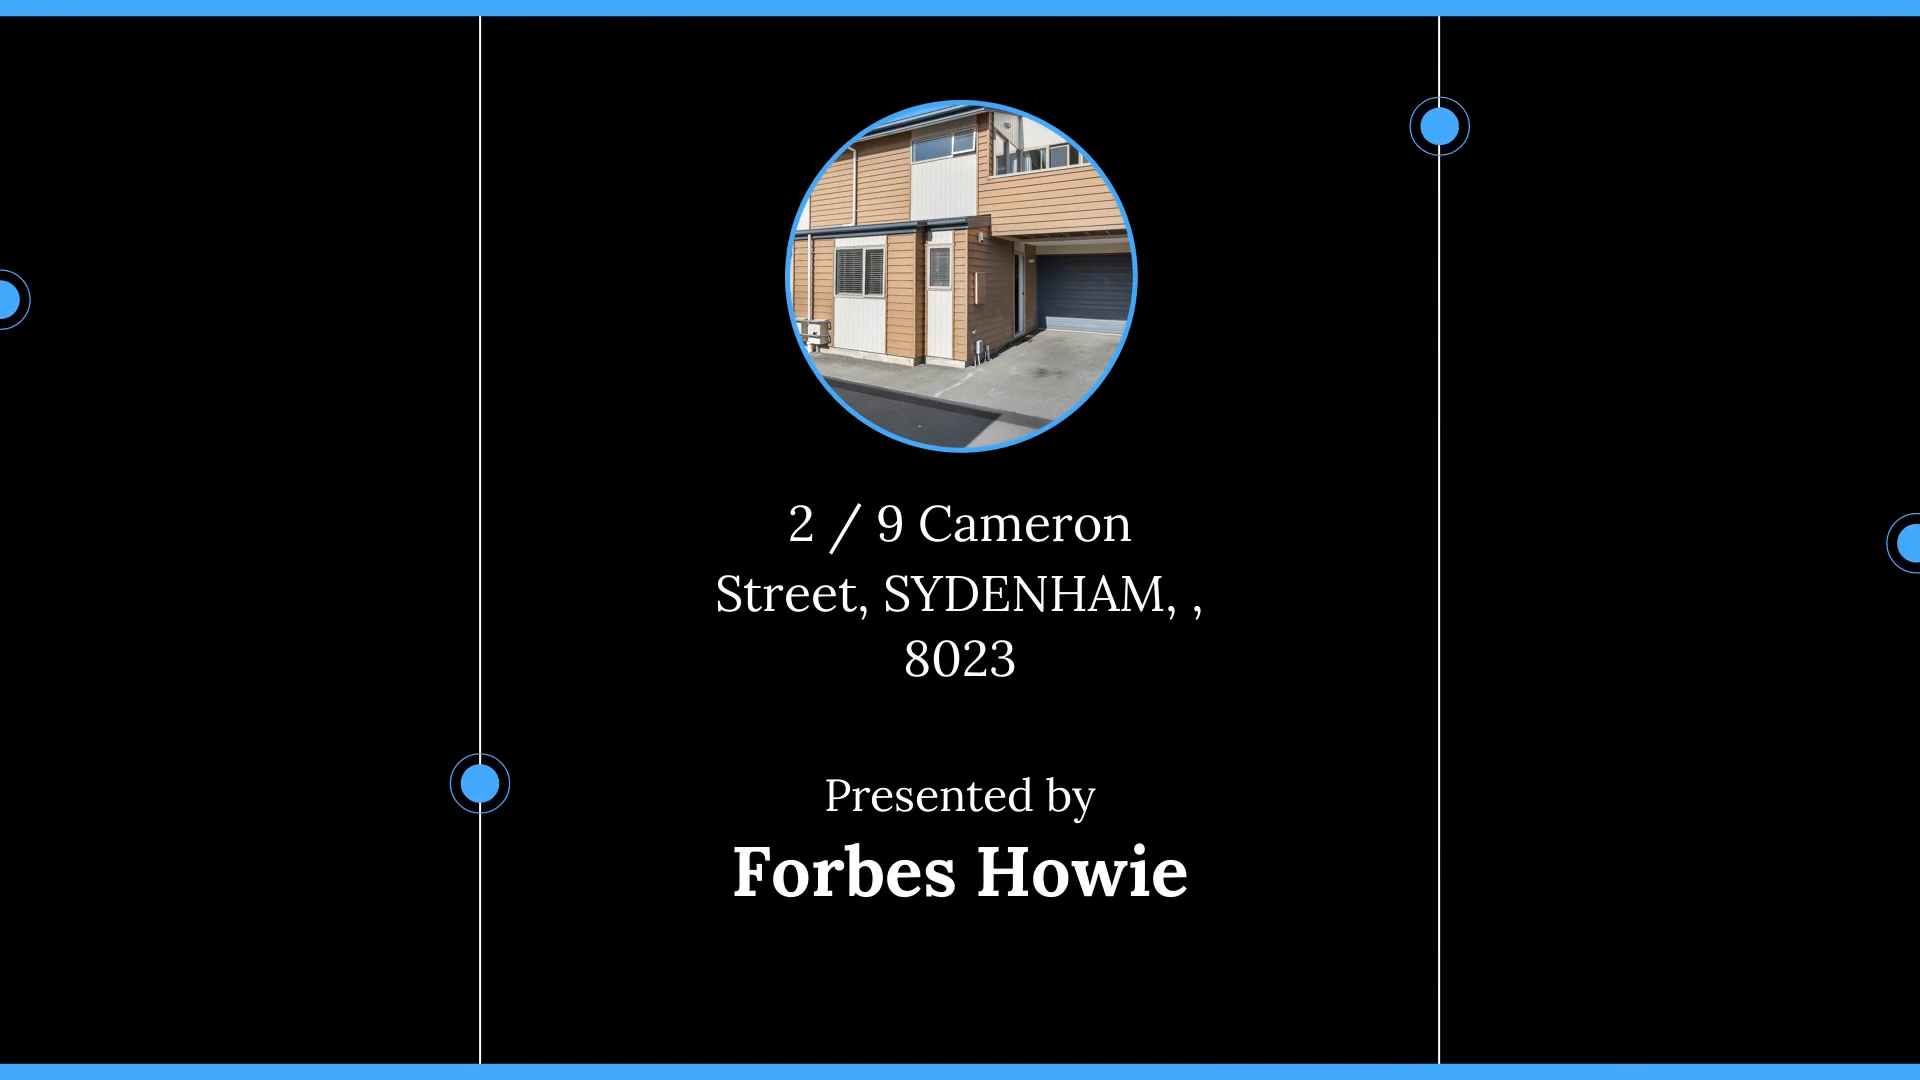 2 / 9 Cameron
Street, SYDENHAM, ,
8023
Presented by
Forbes Howie